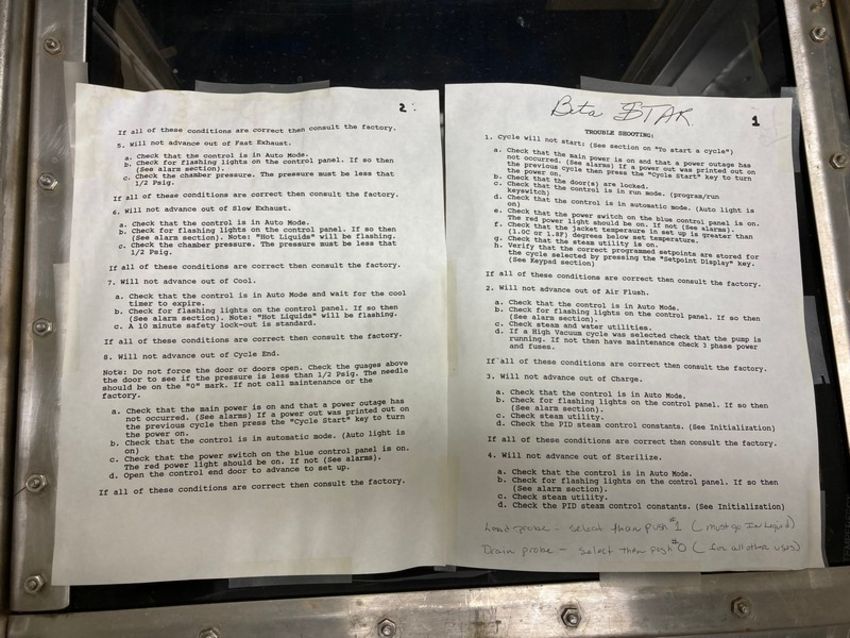 Beta STAR
1
TROUBLE SHOOTING:
1. Cycle will not start: (See section on "To start a cycle")
a. Check that the main power is on and that a power outage has
not occurred. (See alarms) If a power out was printed out on
the previous cycle then press the "Cycle Start" key to turn
the power on.
b. Check that the door(s) are locked.
c. Check that the control is in run mode. (program/run
keyswitch)
d. Check that the control is in automatic mode. (Auto light is
on)
e. Check that the power switch on the blue control panel is on.
The red power light should be on. If not (See alarms).
f. Check that the jacket temperaure in set up is greater than
(1.0C or 1.8F) degrees below set temperature.
g. Check that the steam utility is on.
h. Verify that the correct programmed setpoints are stored for
the cycle selected by pressing the "Setpoint Display" key.
(See Keypad section)
If all of these conditions are correct then consult the factory.
2. Will not advance out of Air Flush.
a. Check that the control is in Auto Mode.
b. Check for flashing lights on the control panel. If so then
(See alarm section).
c. Check steam and water utilities.
d. If a High Vacuum cycle was selected check that the pump is
running. If not then have maintenance check 3 phase power
and fuses.
If all of these conditions are correct then consult the factory.
3. Will not advance out of Charge.
a. Check that the control is in Auto Mode.
b. Check for flashing lights on the control panel. If so then
(See alarm section).
c. Check steam utility.
d. Check the PID steam control constants. (See Initialization)
If all of these conditions are correct then consult the factory.
4. Will not advance out of Sterilize.
a. Check that the control is in Auto Mode.
b. Check for flashing lights on the control panel. If so then
(See alarm section).
c. Check steam utility.
d. Check the PID steam control constants. (See Initialization)
Load probe - select than push #1 (must go in liquid)
Drain probe - select then push #0 (for all other uses)
2
If all of these conditions are correct then consult the factory.
5. Will not advance out of Fast Exhaust.
a. Check that the control is in Auto Mode.
b. Check for flashing lights on the control panel. If so then
(See alarm section).
c. Check the chamber pressure. The pressure must be less that
1/2 Psig.
If all of these conditions are correct then consult the factory.
6. Will not advance out of Slow Exhaust.
a. Check that the control is in Auto Mode.
b. Check for flashing lights on the control panel. If so then
(See alarm section). Note: "Hot Liquids" will be flashing.
c. Check the chamber pressure. The pressure must be less that
1/2 Psig.
If all of these conditions are correct then consult the factory.
7. Will not advance out of Cool.
a. Check that the control is in Auto Mode and wait for the cool
timer to expire.
b. Check for flashing lights on the control panel. If so then
(See alarm section). Note: "Hot Liquids" will be flashing.
c. A 10 minute safety lock-out is standard.
If all of these conditions are correct then consult the factory.
8. Will not advance out of Cycle End.
Note: Do not force the door or doors open. Check the guages above
the door to see if the pressure is less than 1/2 Psig. The needle
should be on the "0" mark. If not call maintenance or the
factory.
a. Check that the main power is on and that a power outage has
not occurred. (See alarms) If a power out was printed out on
the previous cycle then press the "Cycle Start" key to turn
the power on.
b. Check that the control is in automatic mode. (Auto light is
on)
c. Check that the power switch on the blue control panel is on.
The red power light should be on. If not (See alarms).
d. Open the control end door to advance to set up.
If all of these conditions are correct then consult the factory.